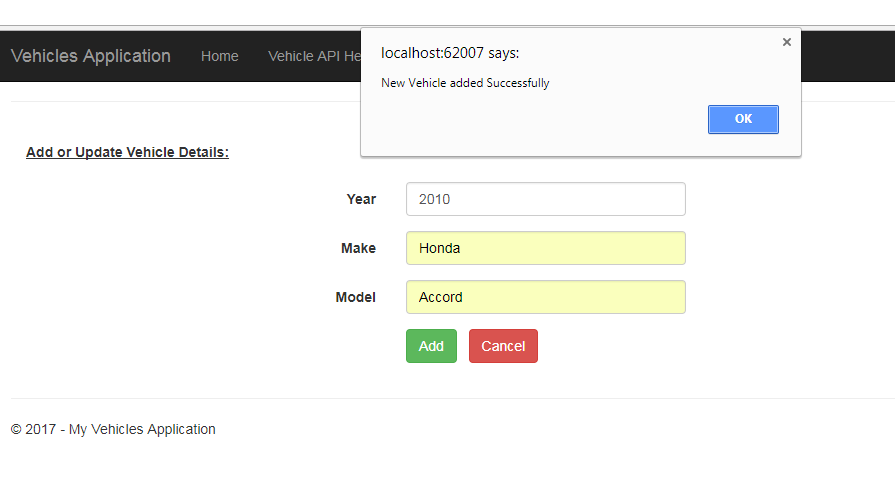 Vehicles Application Home Vehicle API He
localhost:62007 says:
×
New Vehicle added Successfully
OK
Add or Update Vehicle Details:
Year 2010
Make Honda
Model Accord
Add Cancel
© 2017 - My Vehicles Application